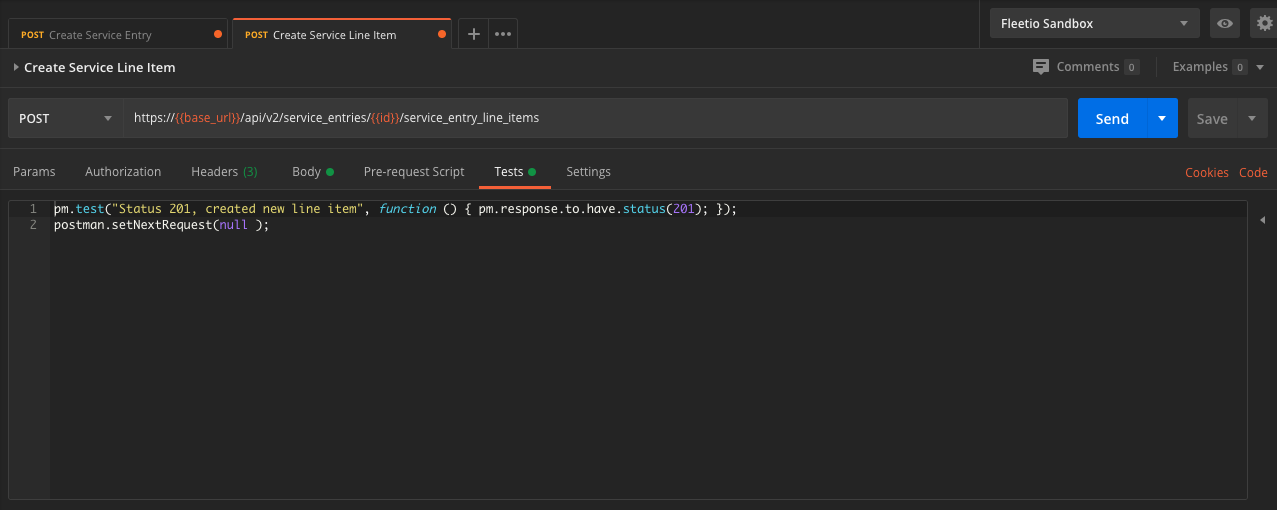 POST Create Service Entry
POST Create Service Line Item
Fleetio Sandbox
Create Service Line Item
Comments 0
Examples 0
POST
https://{{base_url}}/api/v2/service_entries/{{id}}/service_entry_line_items
Send
Save
Params Authorization Headers (3) Body Pre-request Script Tests Settings
Cookies Code
1 pm.test("Status 201, created new line item", function () { pm.response.to.have.status(201); });
2 postman.setNextRequest(null );